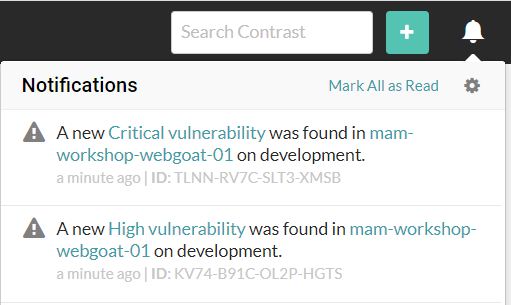 Search Contrast
+
Notifications
Mark All as Read
A new Critical vulnerability was found in mam-
workshop-webgoat-01 on development.
a minute ago | ID: TLNN-RV7C-SLT3-XMSB
A new High vulnerability was found in mam-workshop-
webgoat-01 on development.
a minute ago | ID: KV74-B91C-OL2P-HGTS